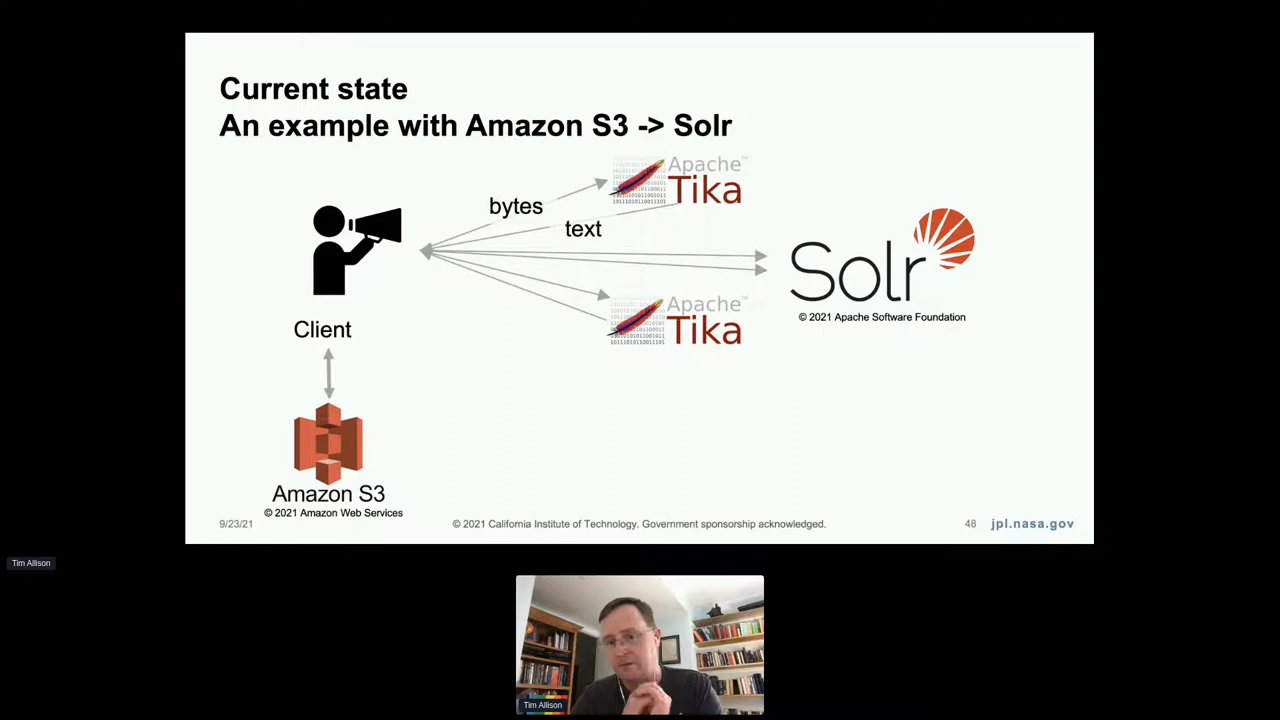 Current state
An example with Amazon S3 -> Solr
Apache™
Tika
bytes
text
Solr
© 2021 Apache Software Foundation
Apache™
Tika
Client
Amazon S3
© 2021 Amazon Web Services
9/23/21
© 2021 California Institute of Technology. Government sponsorship acknowledged.
48
jpl.nasa.gov
Tim Allison
Tim Allison